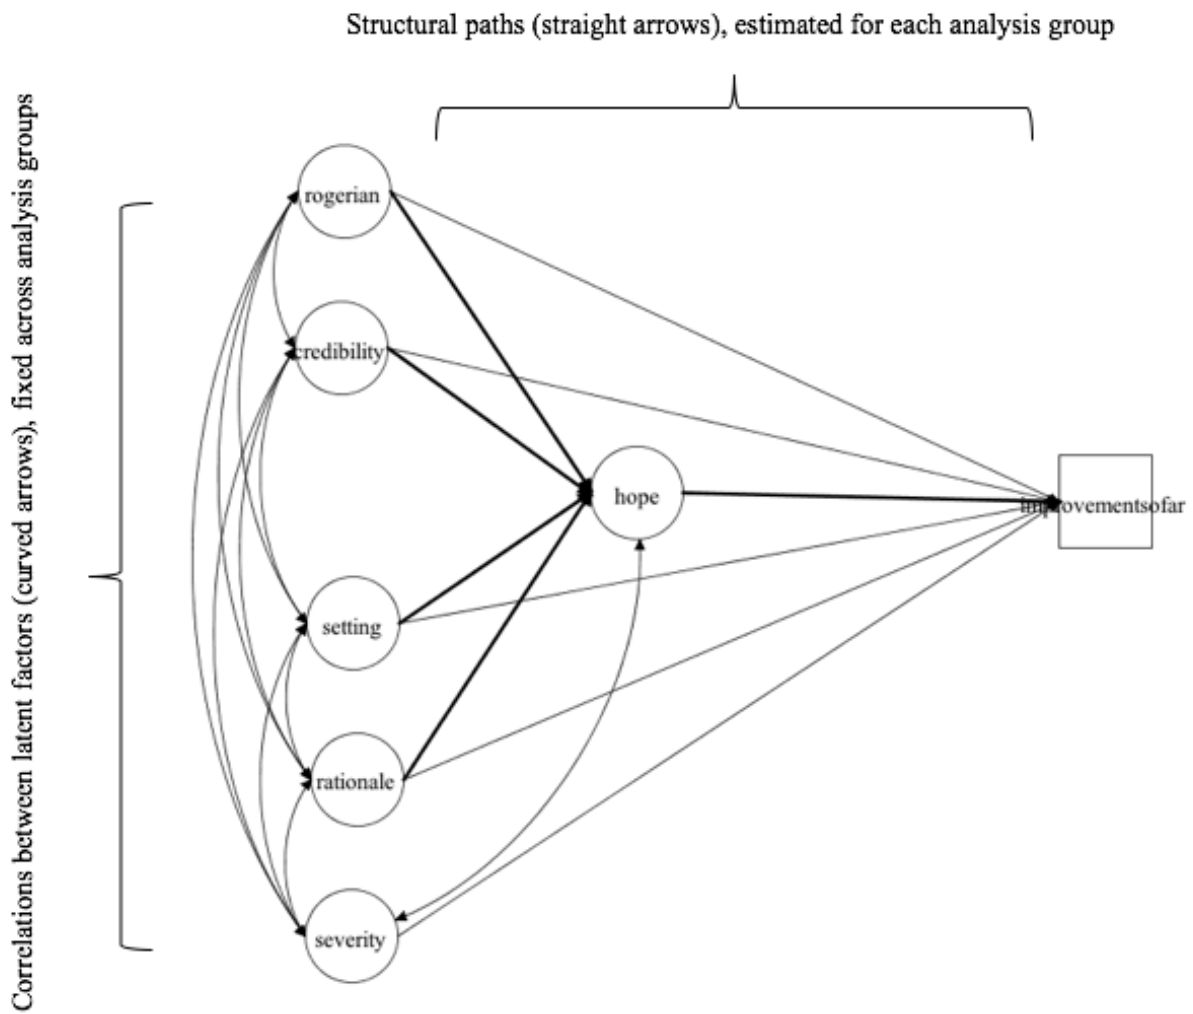 Structural paths (straight arrows), estimated for each analysis group
Correlations between latent factors (curved arrows), fixed across analysis groups
rogerian
credibility
hope
improvementsofar
setting
rationale
severity